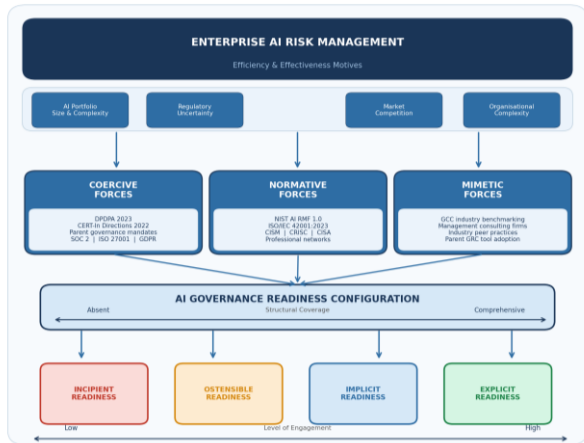 ENTERPRISE AI RISK MANAGEMENT
Efficiency & Effectiveness Motives
AI Portfolio
Size & Complexity
Regulatory
Uncertainty
Market
Competition
Organisational
Complexity
COERCIVE
FORCES
DPDPA 2023
CERT-In Directions 2022
Parent governance mandates
SOC 2 | ISO 27001 | GDPR
NORMATIVE
FORCES
NIST AI RMF 1.0
ISO/IEC 42001:2023
CISM | CRISC | CISA
Professional networks
MIMETIC
FORCES
GCC industry benchmarking
Management consulting firms
Industry peer practices
Parent GRC tool adoption
AI GOVERNANCE READINESS CONFIGURATION
Absent
Structural Coverage
Comprehensive
INCIPIENT
READINESS
OSTENSIBLE
READINESS
IMPLICIT
READINESS
EXPLICIT
READINESS
Low
Level of Engagement
High